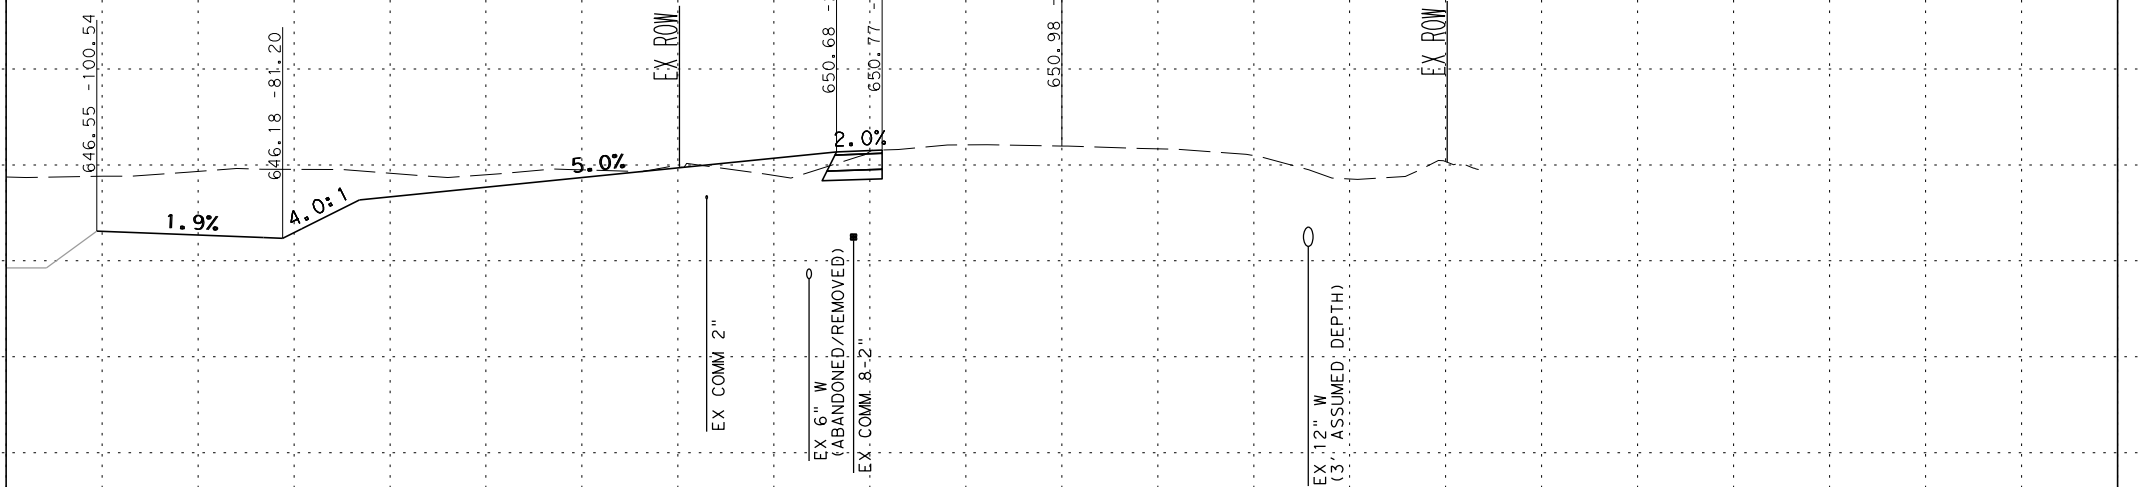 646.55 -100.54
646.18 -81.20
EX ROW
650.68 -
650.77 -
650.98 -
EX ROW
2.0%
5.0%
4.0:1
1.9%
EX COMM 2"
EX 6" W
(ABANDONED/REMOVED)
EX COMM 8-2"
EX 12" W
(3' ASSUMED DEPTH)